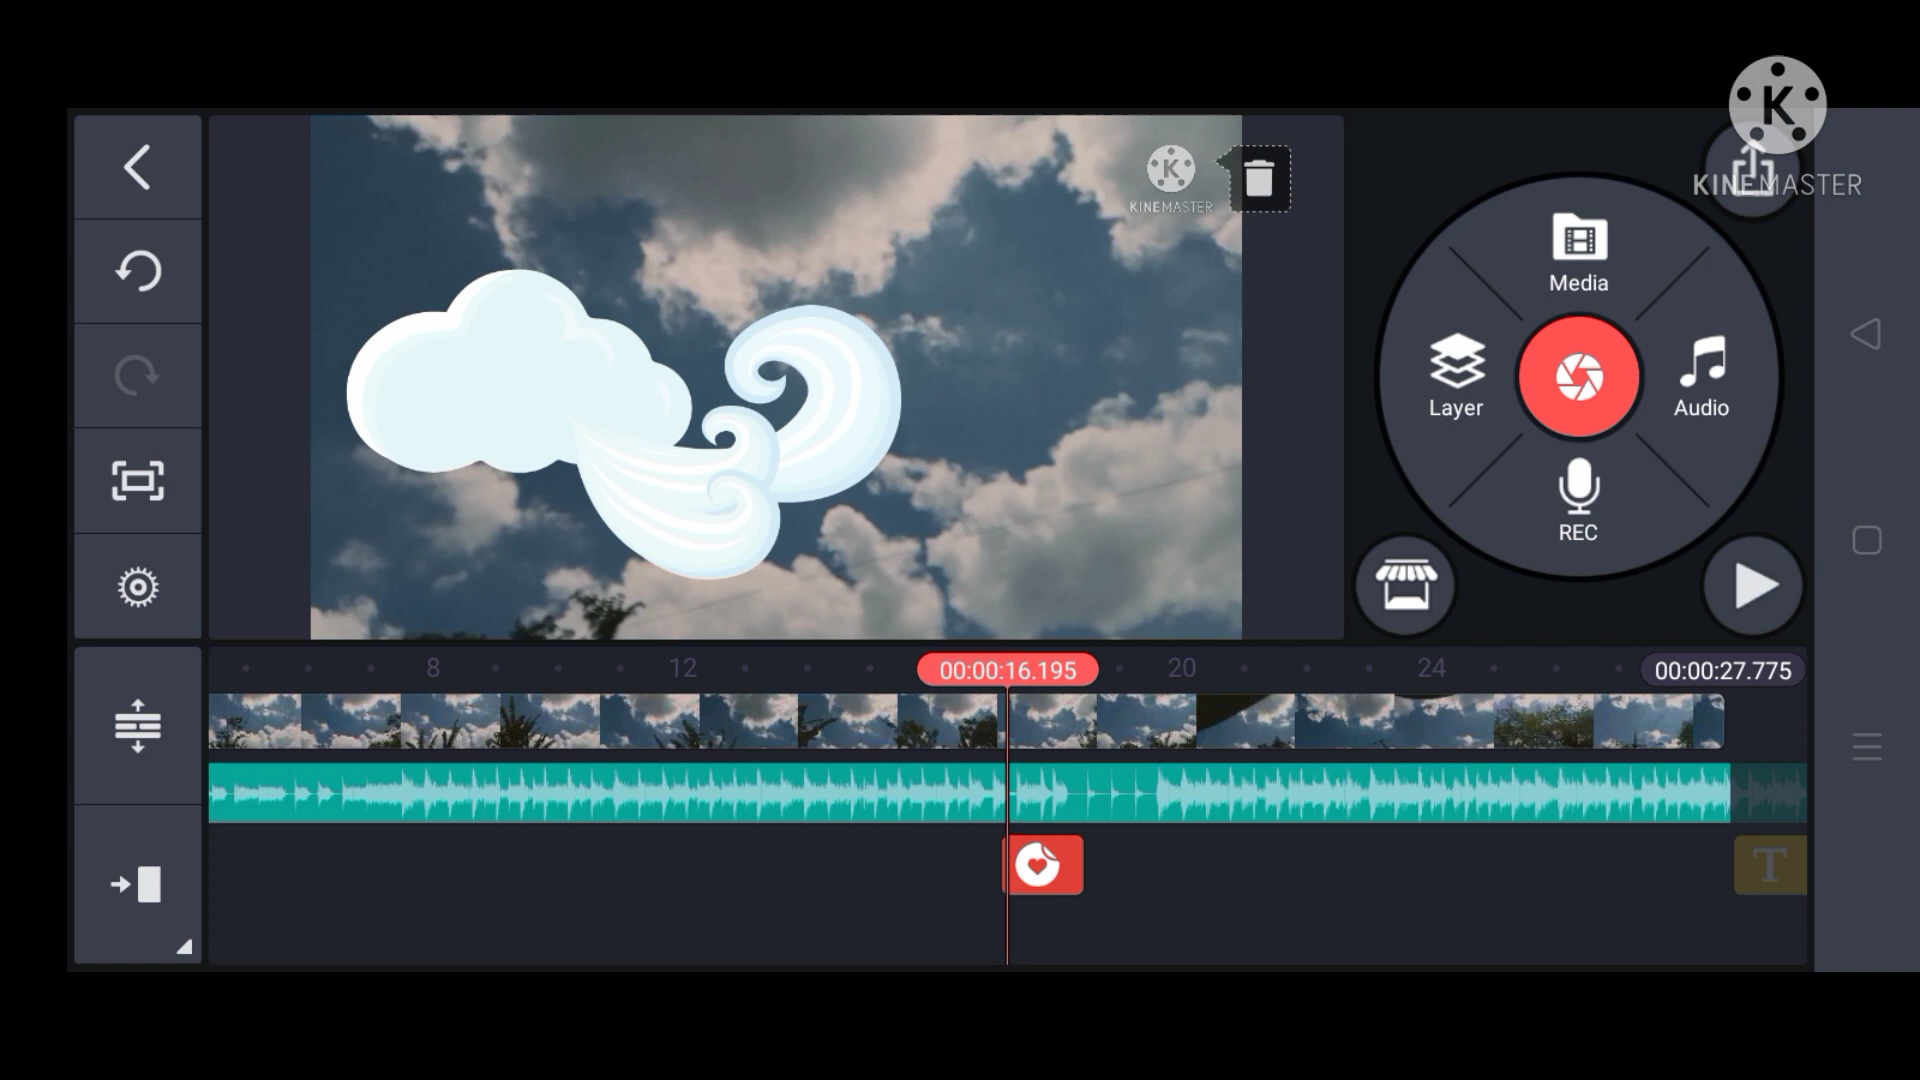 K
KINEMASTER
K
KINEMASTER
Media
Layer
Audio
REC
8
12
00:00:16.195
20
24
00:00:27.775
T